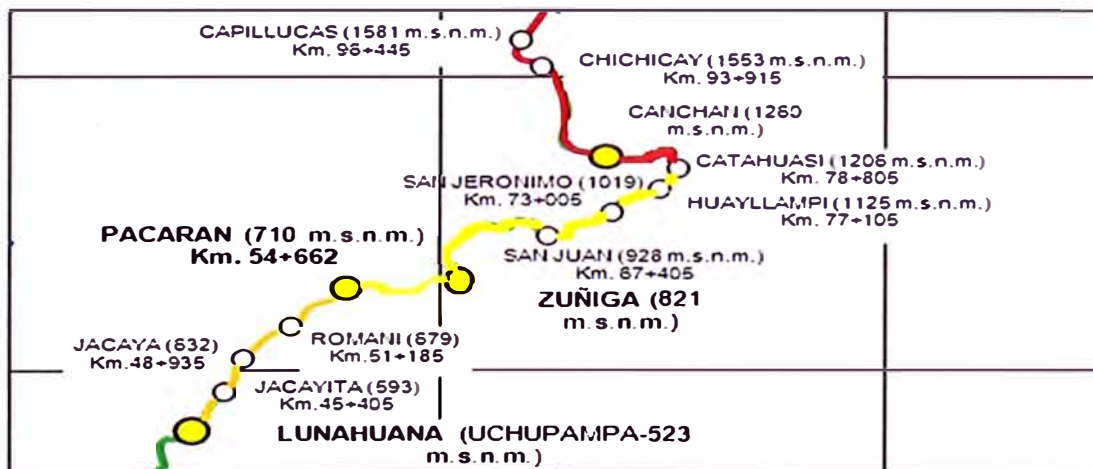 CAPILLUCAS (1581 m.s.n.m.)
Km. 96+445
CHICHICAY (1553 m.s.n.m.)
Km. 93+915
CANCHAN (1260
m.s.n.m.)
CATAHUASI (1206 m.s.n.m.)
Km. 78+805
SAN JERONIMO (1019)
Km. 73+005
HUAYLLAMPI (1125 m.s.n.m.)
Km. 77+105
PACARAN (710 m.s.n.m.)
Km. 54+662
SAN JUAN (928 m.s.n.m.)
Km. 67+405
ZUÑIGA (821
m.s.n.m.)
JACAYA (632)
Km.48+935
ROMANI (679)
Km.51+185
JACAYITA (593)
Km.45+405
LUNAHUANA (UCHUPAMPA-523
m.s.n.m.)